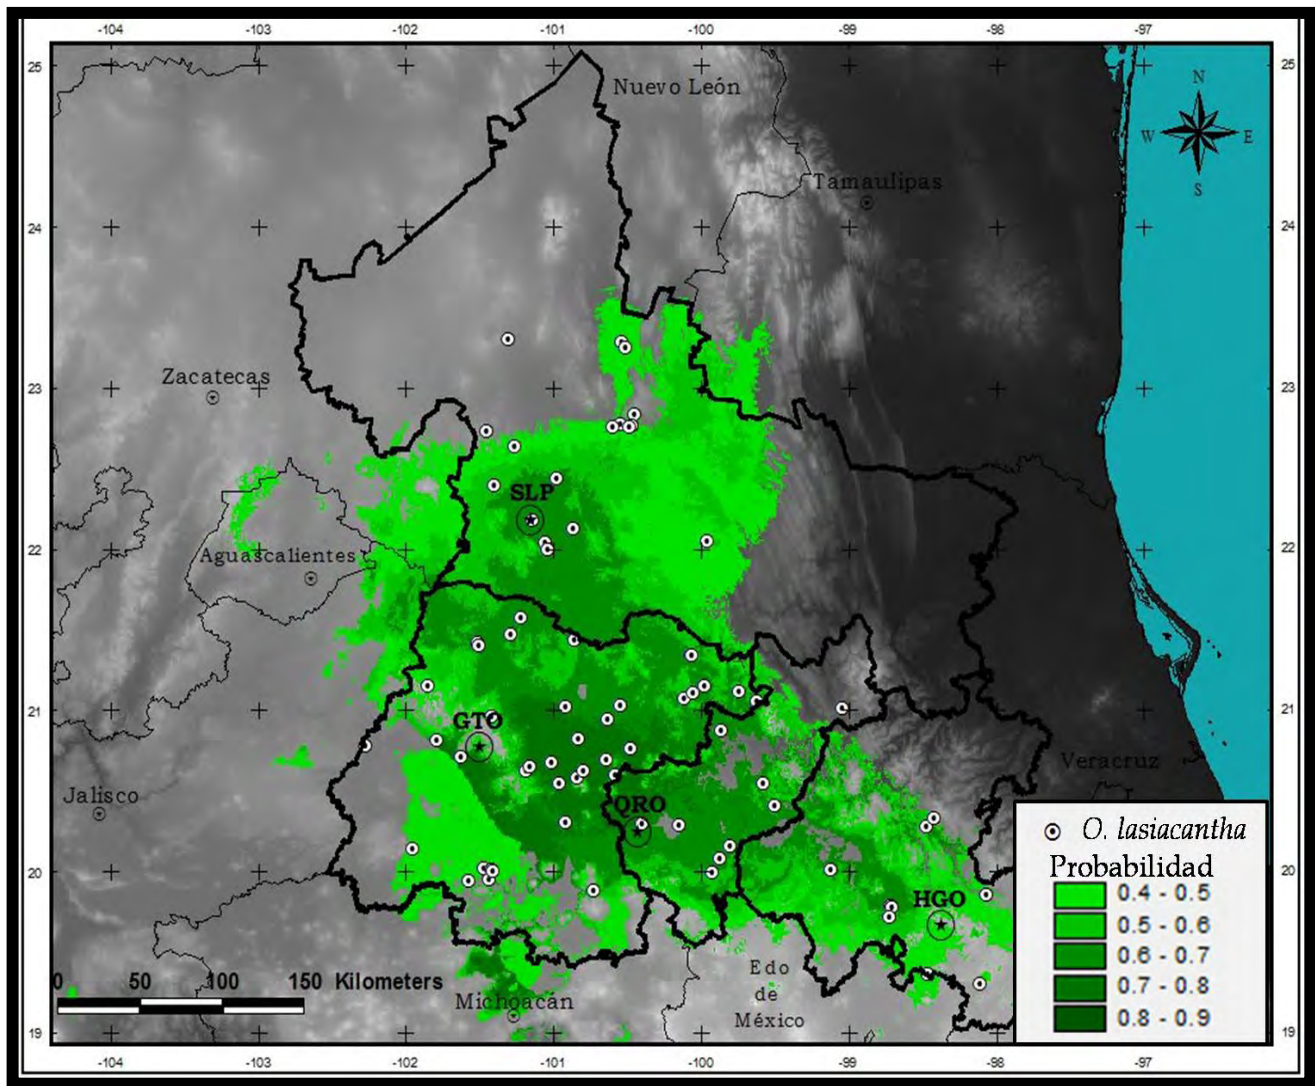 -104 -103 -102 -101 -100 -99 -98 -97
25 25
Nuevo León
N
W E
S
Tamaulipas
24 24
23 23
Zacatecas
SLP
22 22
Aguascalientes
21 21
GTO
Veracruz
Jalisco
QRO
20 20
HGO
0 50 100 150 Kilometers
Michoacán
Edo
de
México
19 19
O. lasiacantha
Probabilidad
0.4 - 0.5
0.5 - 0.6
0.6 - 0.7
0.7 - 0.8
0.8 - 0.9
-104 -103 -102 -101 -100 -99 -98 -97